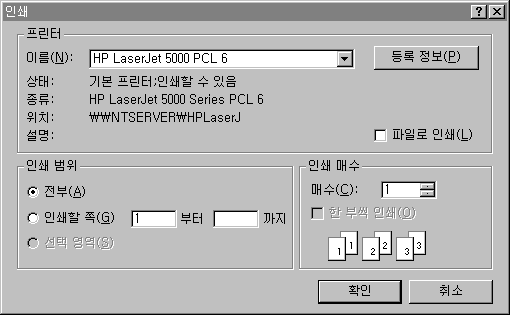 인쇄
프린터
이름(N): HP LaserJet 5000 PCL 6 등록 정보(P)
상태: 기본 프린터;인쇄할 수 있음
종류: HP LaserJet 5000 Series PCL 6
위치: ₩₩NTSERVER₩HPLaserJ
설명: 파일로 인쇄(L)
인쇄 범위
전부(A)
인쇄할 쪽(G) 1 부터 까지
선택 영역(S)
인쇄 매수
매수(C): 1
한 부씩 인쇄(O)
1 1 2 2 3 3
확인 취소